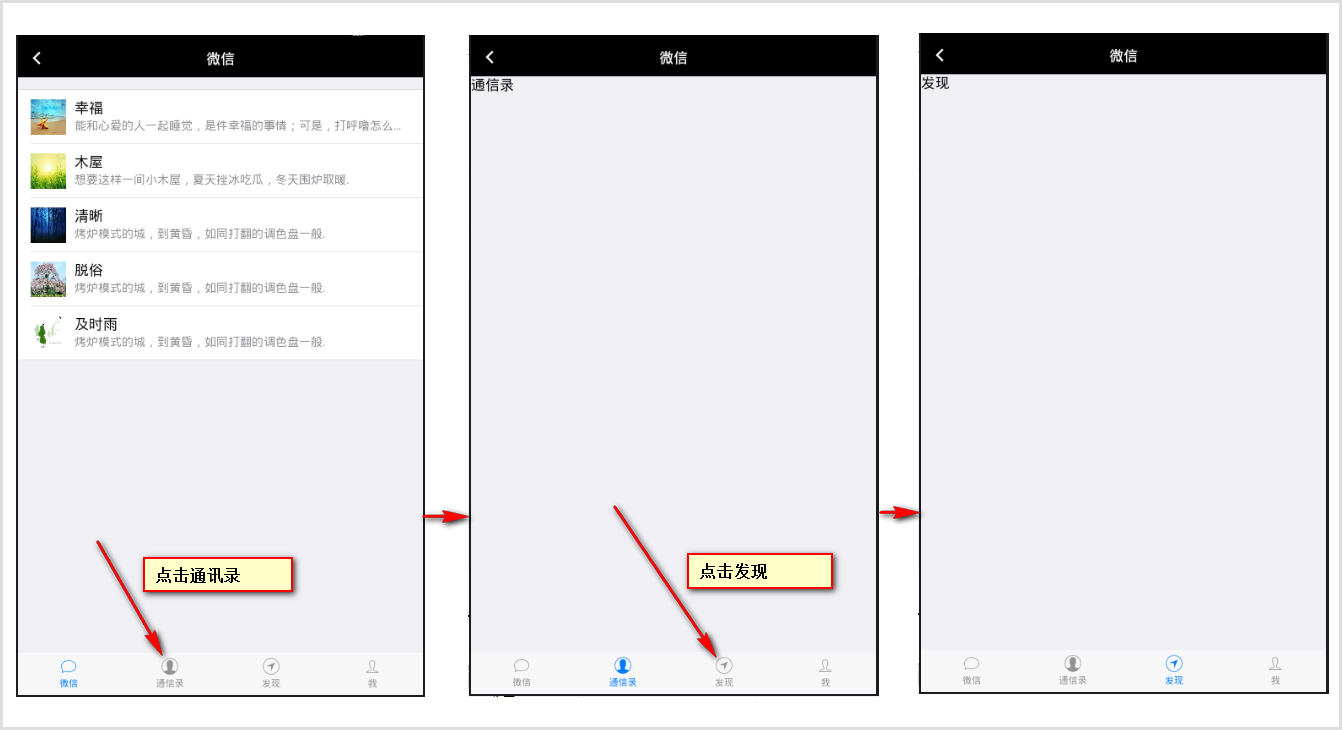 微信
幸福
能和心爱的人一起睡觉，是件幸福的事情；可是，打呼噜怎么...
木屋
想要这样一间小木屋，夏天挫冰吃瓜，冬天围炉取暖.
清晰
烤炉模式的城，到黄昏，如同打翻的调色盘一般.
脱俗
烤炉模式的城，到黄昏，如同打翻的调色盘一般.
及时雨
烤炉模式的城，到黄昏，如同打翻的调色盘一般.
点击通讯录
微信 通信录 发现 我
微信
通信录
点击发现
微信 通信录 发现 我
微信
发现
微信 通信录 发现 我